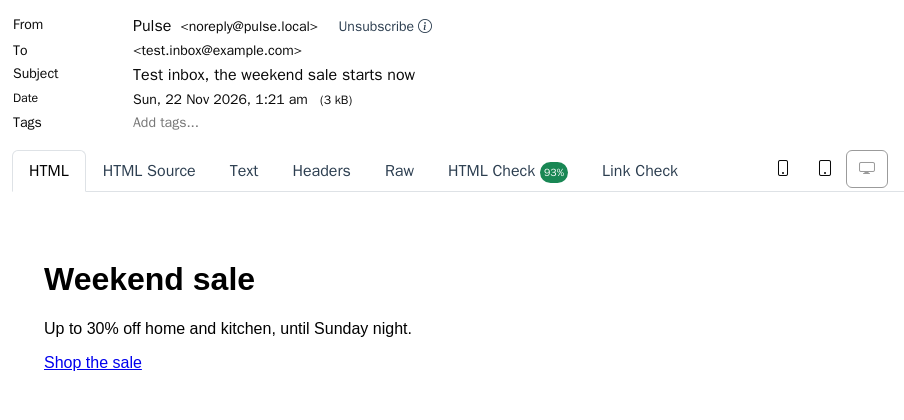 From Pulse <noreply@pulse.local> Unsubscribe
To <test.inbox@example.com>
Subject Test inbox, the weekend sale starts now
Date Sun, 22 Nov 2026, 1:21 am (3 kB)
Tags Add tags...
HTML HTML Source Text Headers Raw HTML Check 93% Link Check
Weekend sale
Up to 30% off home and kitchen, until Sunday night.
Shop the sale